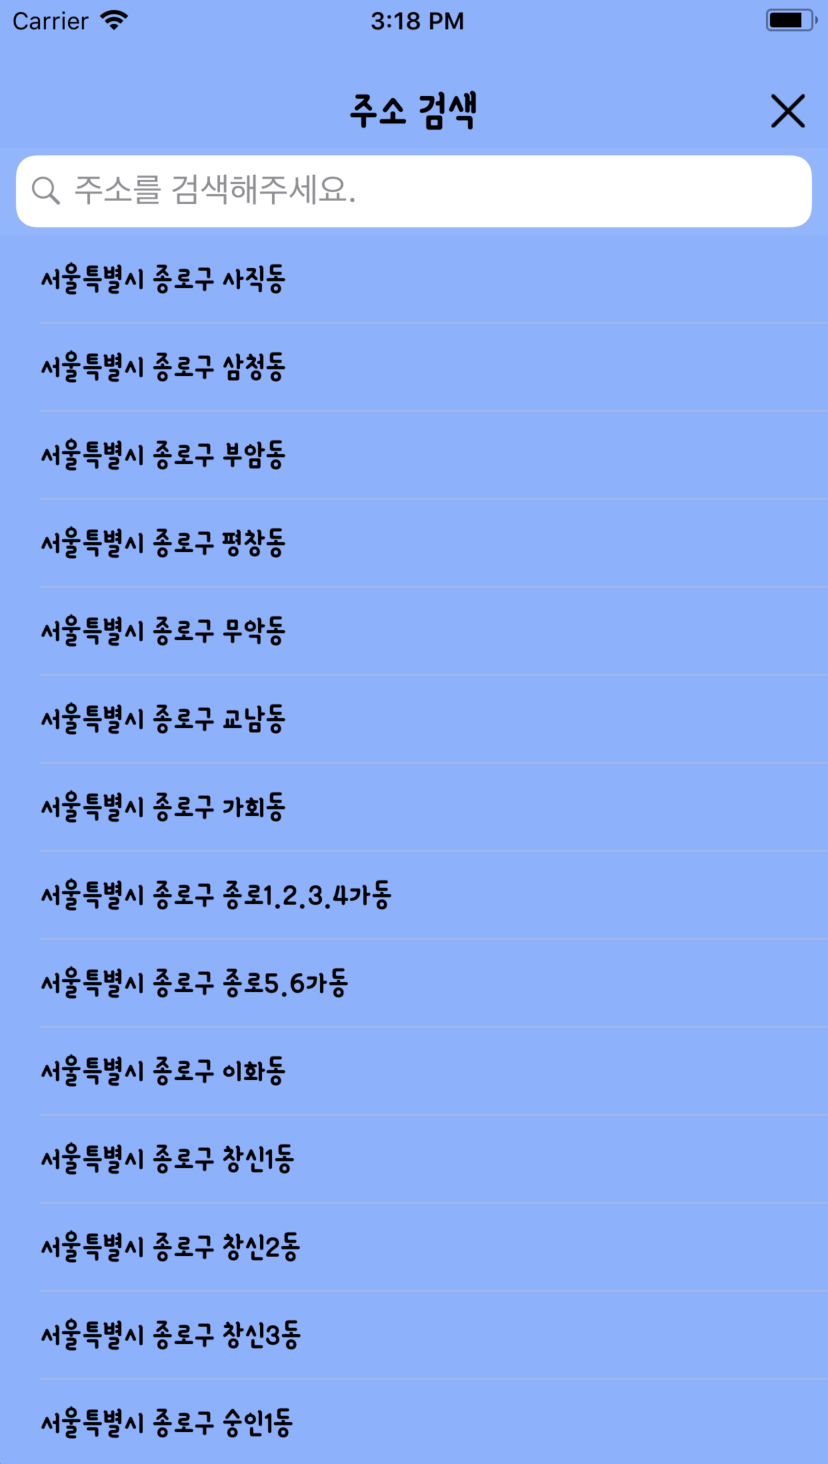 Carrier 3:18 PM
주소 검색
주소를 검색해주세요.
서울특별시 종로구 사직동
서울특별시 종로구 삼청동
서울특별시 종로구 부암동
서울특별시 종로구 평창동
서울특별시 종로구 무악동
서울특별시 종로구 교남동
서울특별시 종로구 가회동
서울특별시 종로구 종로1.2.3.4가동
서울특별시 종로구 종로5.6가동
서울특별시 종로구 이화동
서울특별시 종로구 창신1동
서울특별시 종로구 창신2동
서울특별시 종로구 창신3동
서울특별시 종로구 숭인1동